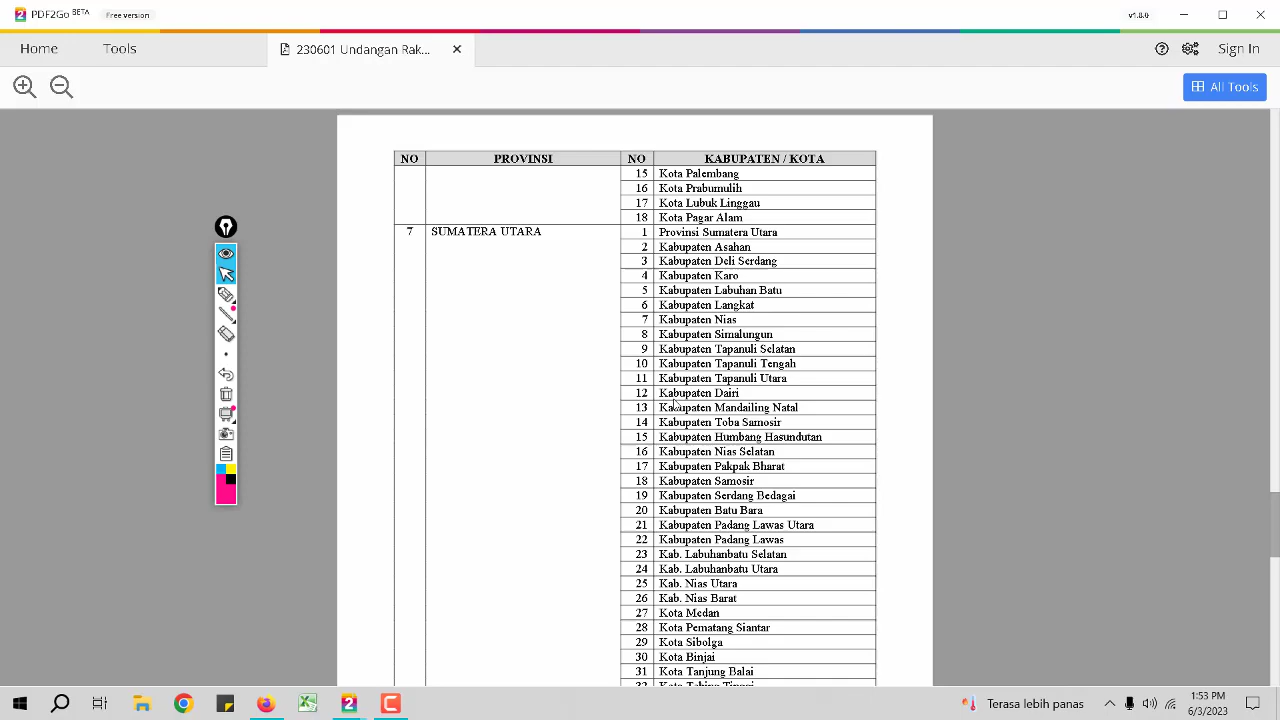 PDF2Go BETA Free version v1.8.0
Home Tools 230601 Undangan Rak... Sign In
All Tools
NO PROVINSI NO KABUPATEN / KOTA
15 Kota Palembang
16 Kota Prabumulih
17 Kota Lubuk Linggau
18 Kota Pagar Alam
7 SUMATERA UTARA 1 Provinsi Sumatera Utara
2 Kabupaten Asahan
3 Kabupaten Deli Serdang
4 Kabupaten Karo
5 Kabupaten Labuhan Batu
6 Kabupaten Langkat
7 Kabupaten Nias
8 Kabupaten Simalungun
9 Kabupaten Tapanuli Selatan
10 Kabupaten Tapanuli Tengah
11 Kabupaten Tapanuli Utara
12 Kabupaten Dairi
13 Kabupaten Mandailing Natal
14 Kabupaten Toba Samosir
15 Kabupaten Humbang Hasundutan
16 Kabupaten Nias Selatan
17 Kabupaten Pakpak Bharat
18 Kabupaten Samosir
19 Kabupaten Serdang Bedagai
20 Kabupaten Batu Bara
21 Kabupaten Padang Lawas Utara
22 Kabupaten Padang Lawas
23 Kab. Labuhanbatu Selatan
24 Kab. Labuhanbatu Utara
25 Kab. Nias Utara
26 Kab. Nias Barat
27 Kota Medan
28 Kota Pematang Siantar
29 Kota Sibolga
30 Kota Binjai
31 Kota Tanjung Balai
Terasa lebih panas 1:53 PM
6/3/2023